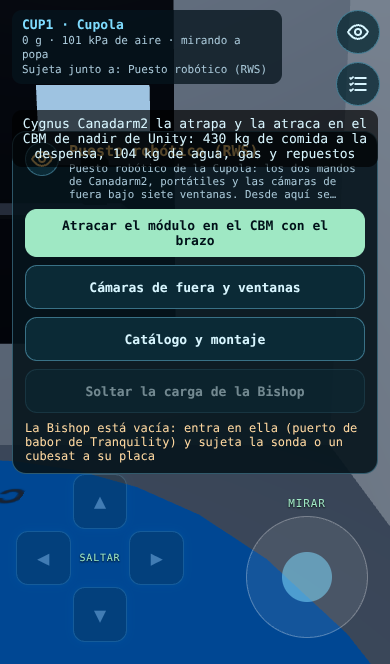 CUP1 · Cupola
0 g · 101 kPa de aire · mirando a
popa
Sujeta junto a: Puesto robótico (RWS)
Cygnus Canadarm2 la atrapa y la atraca en el
CBM de nadir de Unity: 430 kg de comida a la
despensa, 104 kg de agua, gas y repuestos
Puesto robótico (RWS)
Puesto robótico de la Cupola: los dos mandos
de Canadarm2, portátiles y las cámaras de
fuera bajo siete ventanas. Desde aquí se…
Atracar el módulo en el CBM con el
brazo
Cámaras de fuera y ventanas
Catálogo y montaje
Soltar la carga de la Bishop
La Bishop está vacía: entra en ella (puerto de
babor de Tranquility) y sujeta la sonda o un
cubesat a su placa
SALTAR
MIRAR